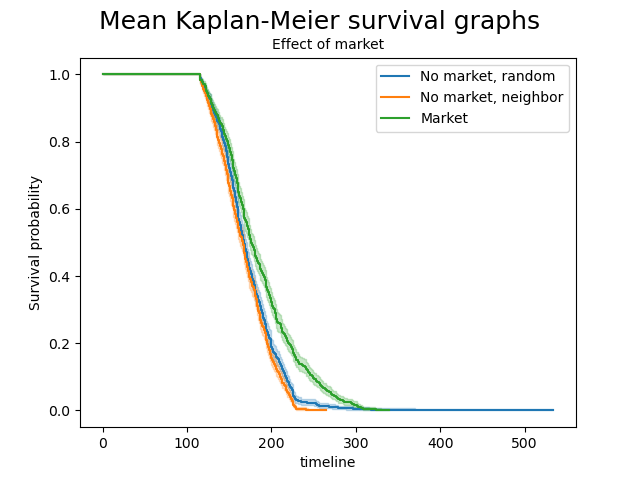 Mean Kaplan-Meier survival graphs
Effect of market
No market, random
No market, neighbor
Market
Survival probability
1.0
0.8
0.6
0.4
0.2
0.0
0 100 200 300 400 500
timeline